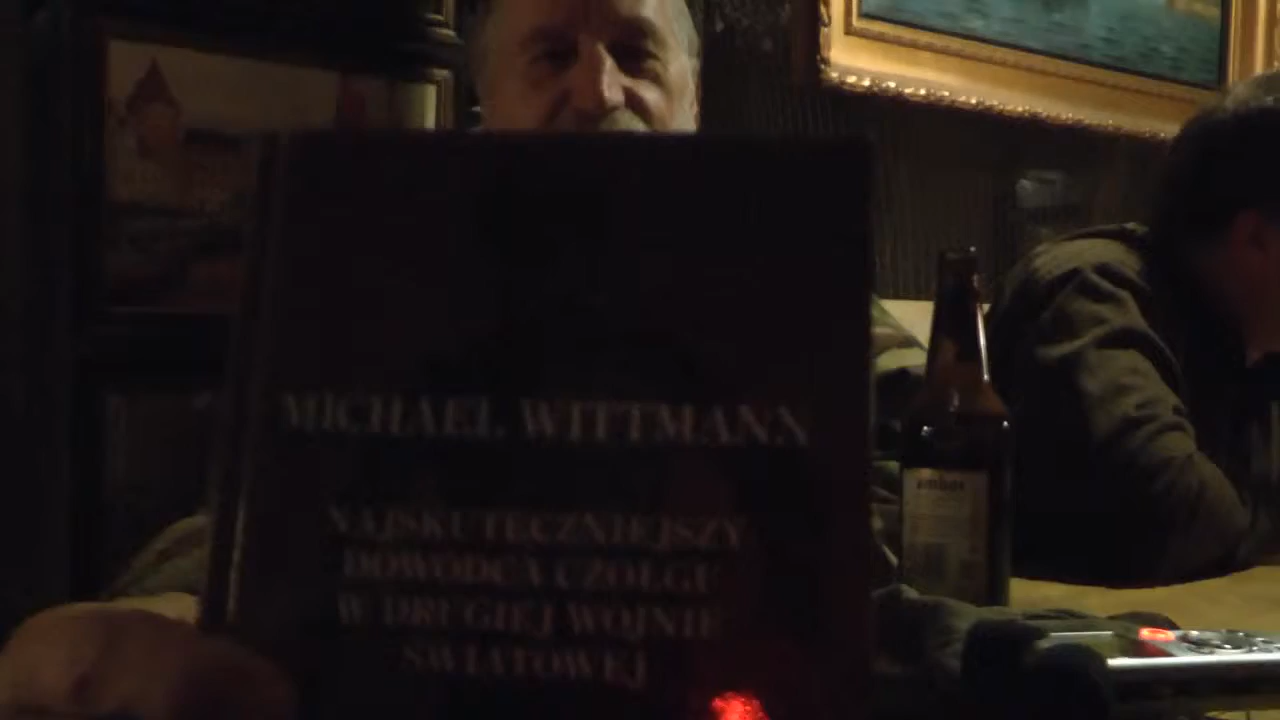 MICHAEL WITTMANN
NAJSKUTECZNIEJSZY
DOWÓDCA CZOŁGU
W DRUGIEJ WOJNIE
ŚWIATOWEJ